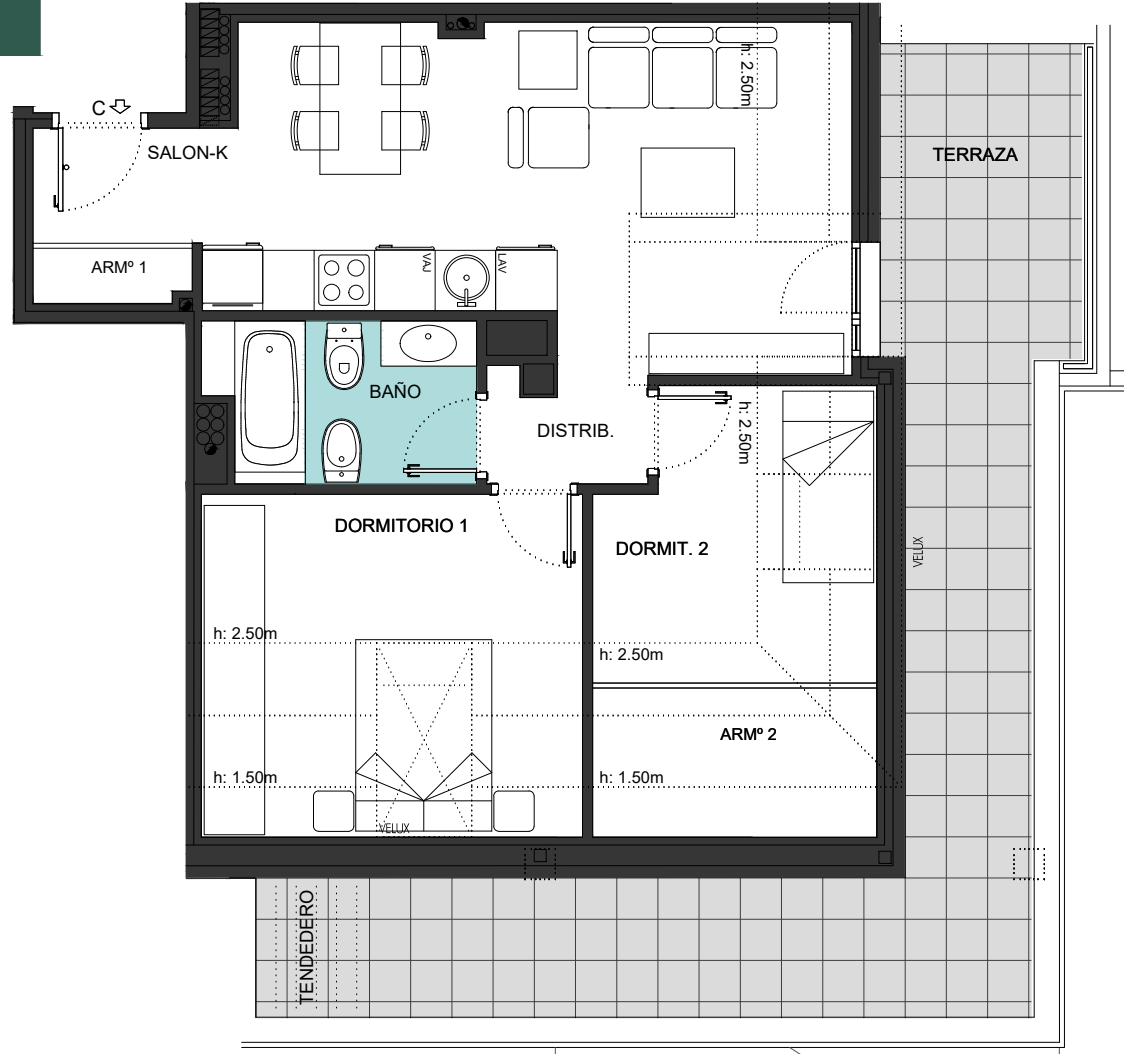 C
SALON-K
h: 2.50m
TERRAZA
ARMº 1
VAJ
LAV
BAÑO
DISTRIB.
h: 2.50m
DORMITORIO 1
DORMIT. 2
VELUX
h: 2.50m
h: 2.50m
ARMº 2
h: 1.50m
h: 1.50m
VELUX
TENDEDERO